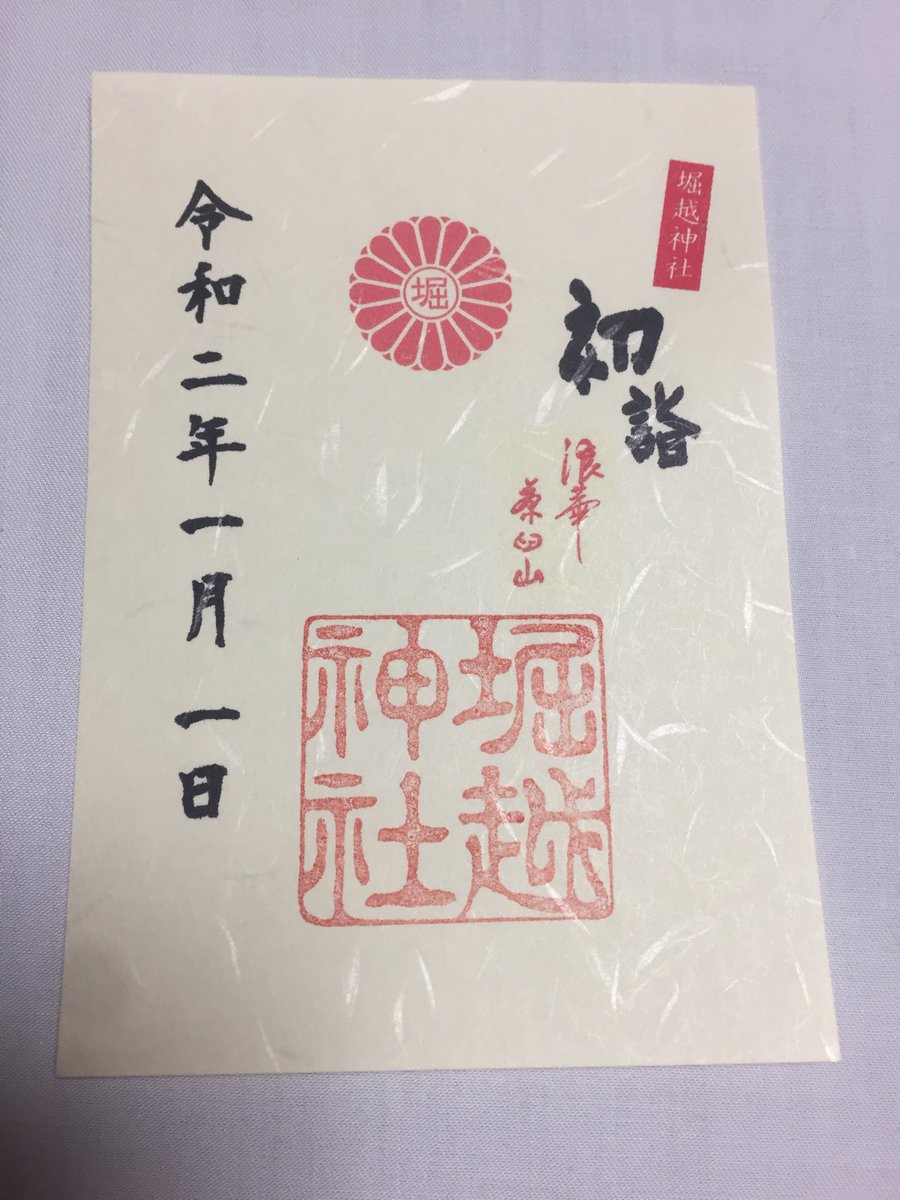 堀越神社
初詣
浪華
茶臼山
堀
堀越
神社
令和二年一月一日